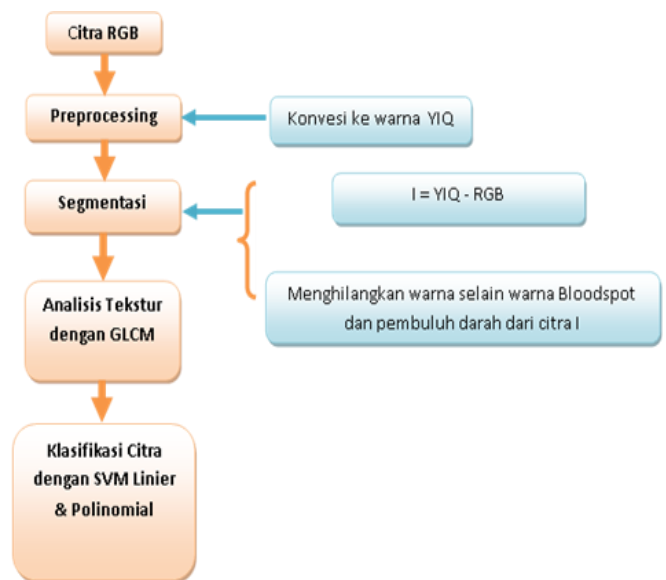 Citra RGB
Preprocessing
Konvesi ke warna YIQ
Segmentasi
I = YIQ - RGB
Menghilangkan warna selain warna Bloodspot
dan pembuluh darah dari citra I
Analisis Tekstur
dengan GLCM
Klasifikasi Citra
dengan SVM Linier
& Polinomial